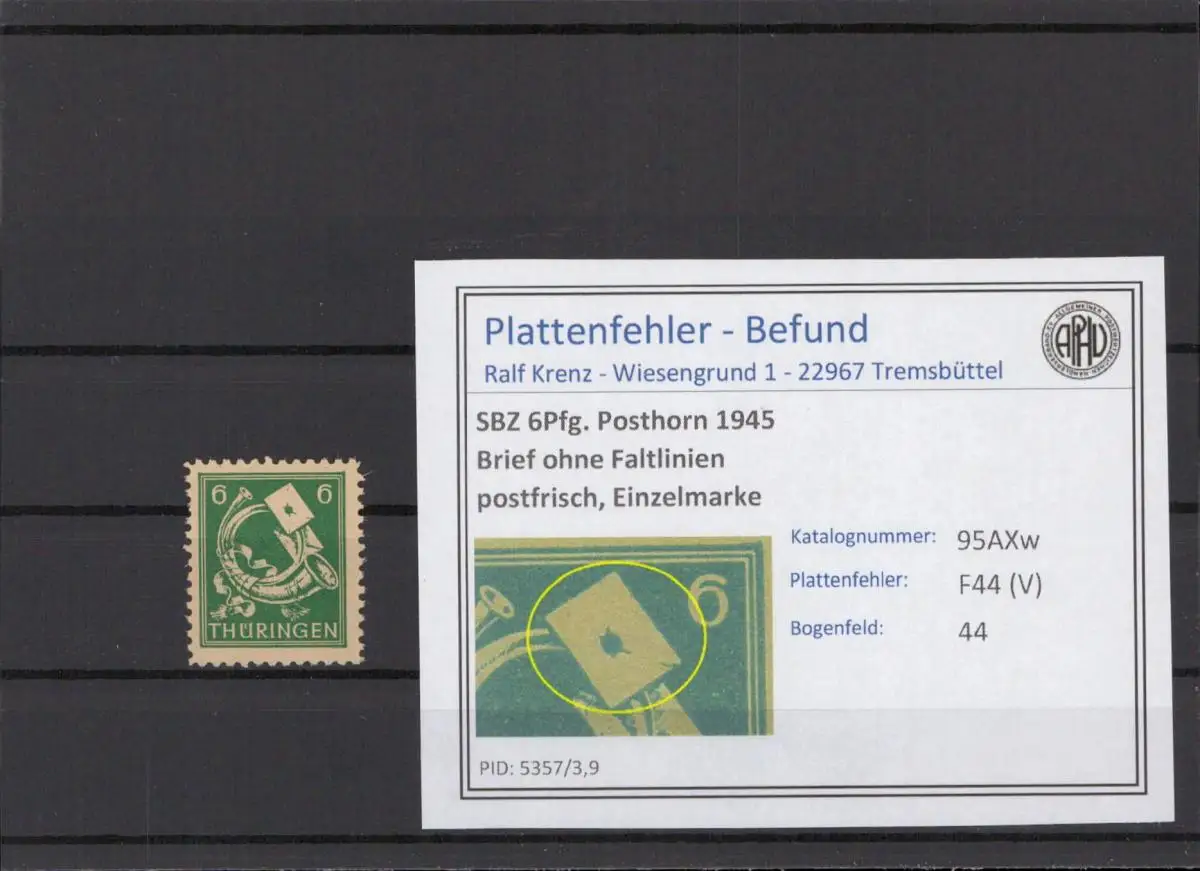 6 6
THÜRINGEN
Plattenfehler - Befund
Ralf Krenz - Wiesengrund 1 - 22967 Tremsbüttel
APHV
SBZ 6Pfg. Posthorn 1945
Brief ohne Faltlinien
postfrisch, Einzelmarke
6
Katalognummer: 95AXw
Plattenfehler: F44 (V)
Bogenfeld: 44
PID: 5357/3,9